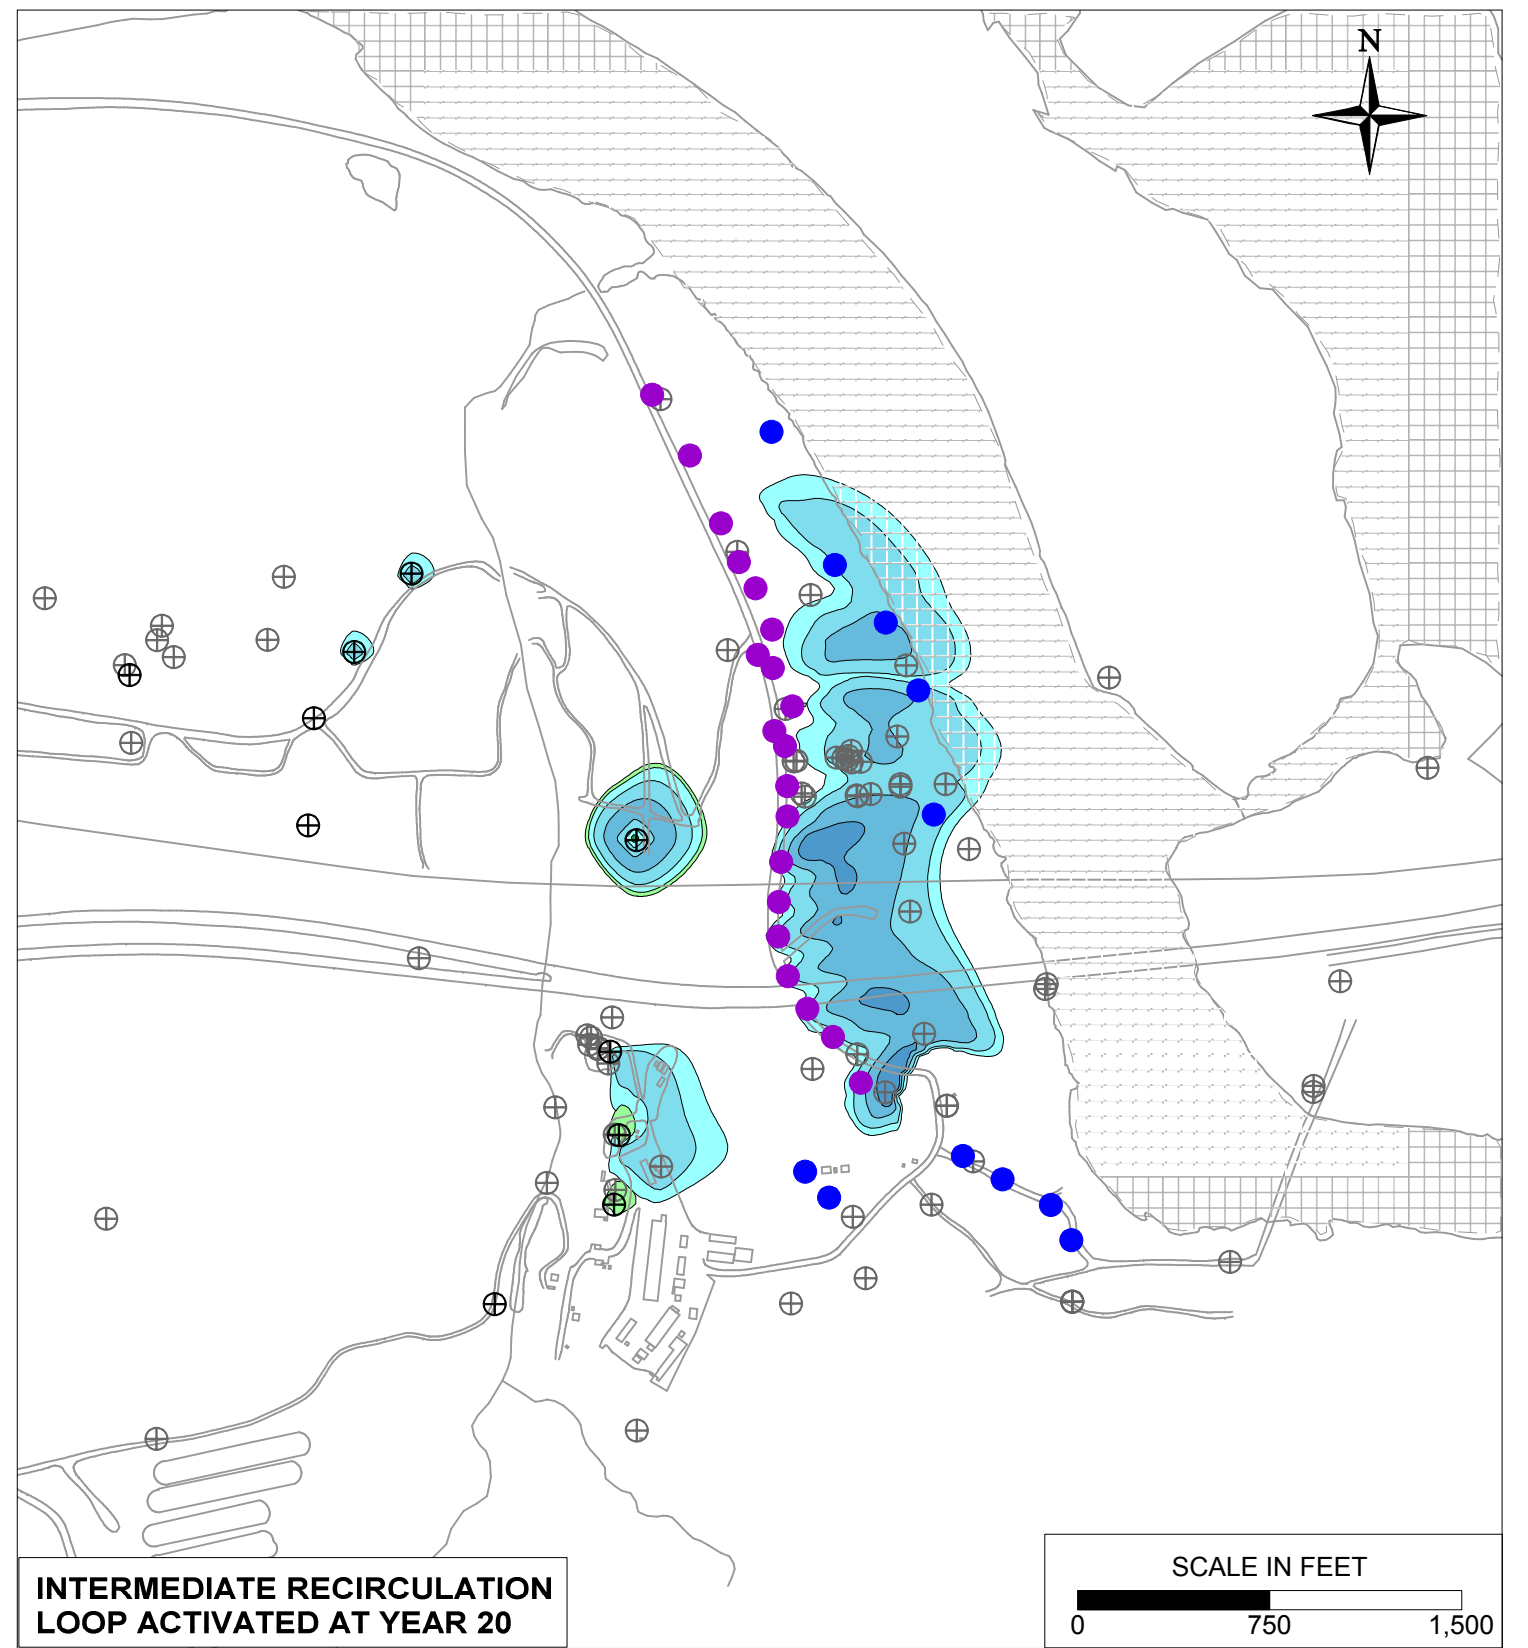 N
INTERMEDIATE RECIRCULATION
LOOP ACTIVATED AT YEAR 20
SCALE IN FEET
0 750 1,500